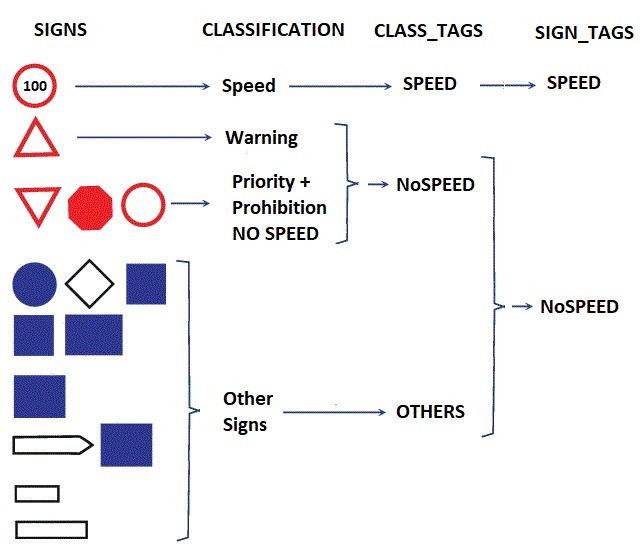 SIGNS CLASSIFICATION CLASS_TAGS SIGN_TAGS
100 Speed SPEED SPEED
Warning
Priority +
Prohibition
NO SPEED
NoSPEED
NoSPEED
Other
Signs
OTHERS